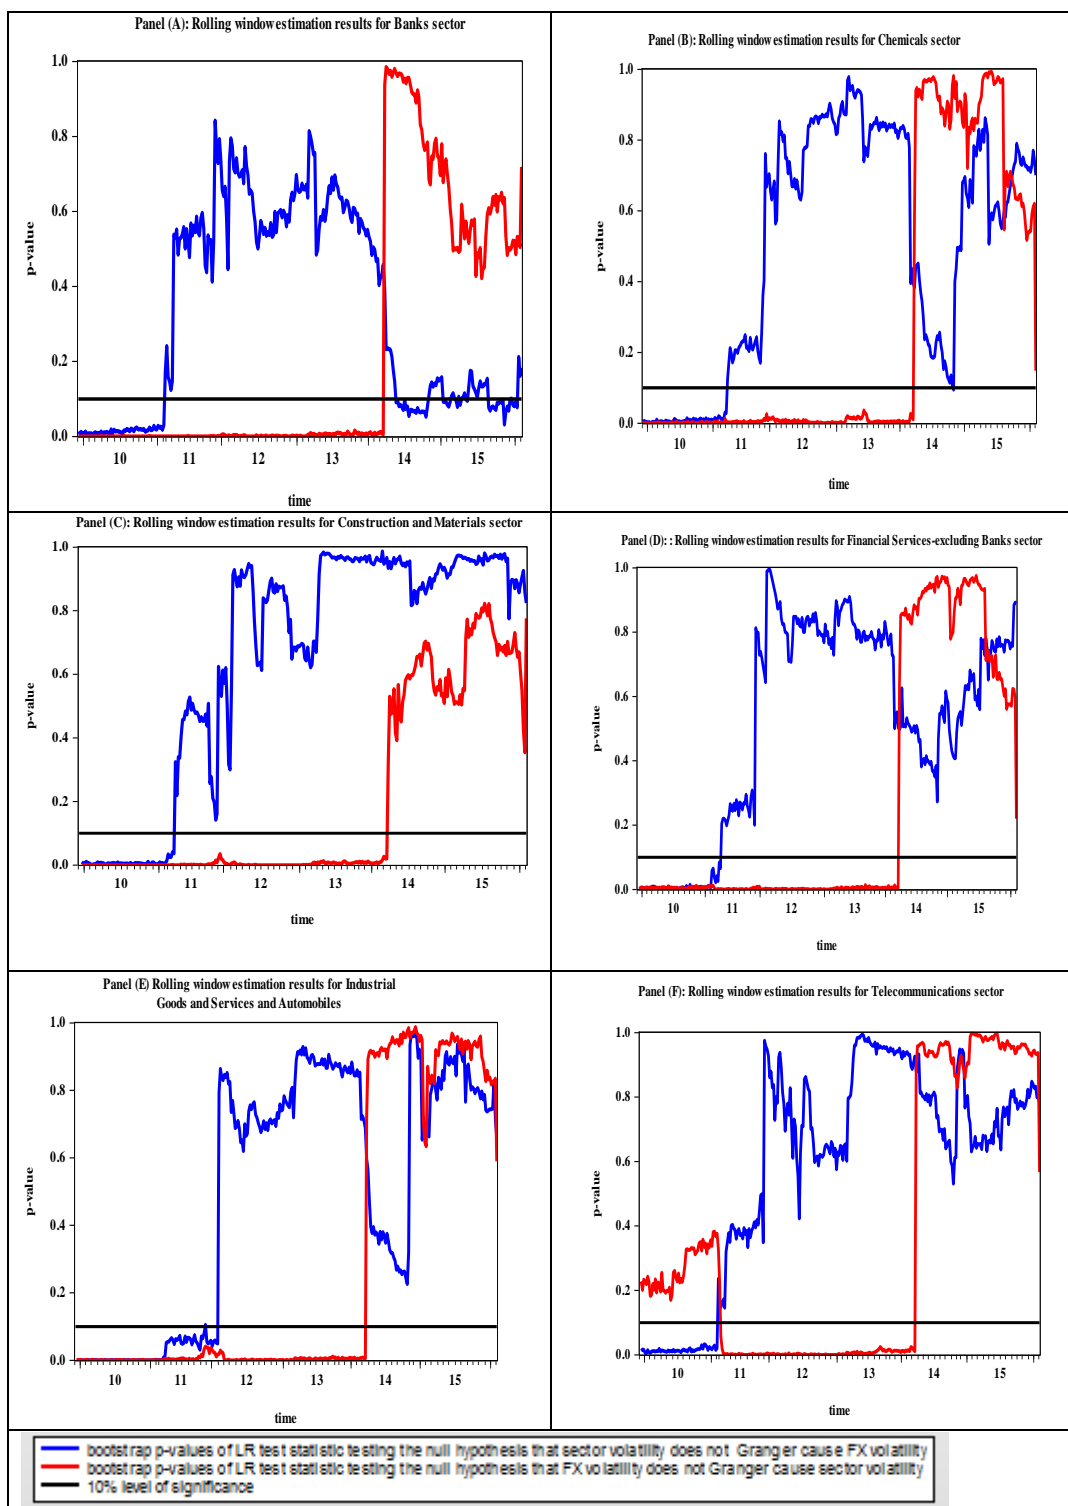 Panel (A): Rolling window estimation results for Banks sector
1.0
0.8
0.6
0.4
0.2
0.0
p-value
10 11 12 13 14 15
time
Panel (B): Rolling window estimation results for Chemicals sector
1.0
0.8
0.6
0.4
0.2
0.0
p-value
10 11 12 13 14 15
time
Panel (C): Rolling window estimation results for Construction and Materials sector
1.0
0.8
0.6
0.4
0.2
0.0
p-value
10 11 12 13 14 15
time
Panel (D): : Rolling window estimation results for Financial Services-excluding Banks sector
1.0
0.8
0.6
0.4
0.2
0.0
p-value
10 11 12 13 14 15
time
Panel (E) Rolling window estimation results for Industrial
Goods and Services and Automobiles
1.0
0.8
0.6
0.4
0.2
0.0
p-value
10 11 12 13 14 15
time
Panel (F): Rolling window estimation results for Telecommunications sector
1.0
0.8
0.6
0.4
0.2
0.0
p-value
10 11 12 13 14 15
time
bootstrap p-values of LR test statistic testing the null hypothesis that sector volatility does not Granger cause FX volatility
bootstrap p-values of LR test statistic testing the null hypothesis that FX volatility does not Granger cause sector volatility
10% level of significance